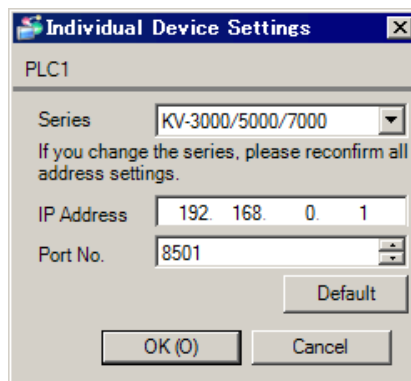 Individual Device Settings
PLC1
Series KV-3000/5000/7000
If you change the series, please reconfirm all
address settings.
IP Address 192. 168. 0. 1
Port No. 8501
Default
OK (O) Cancel